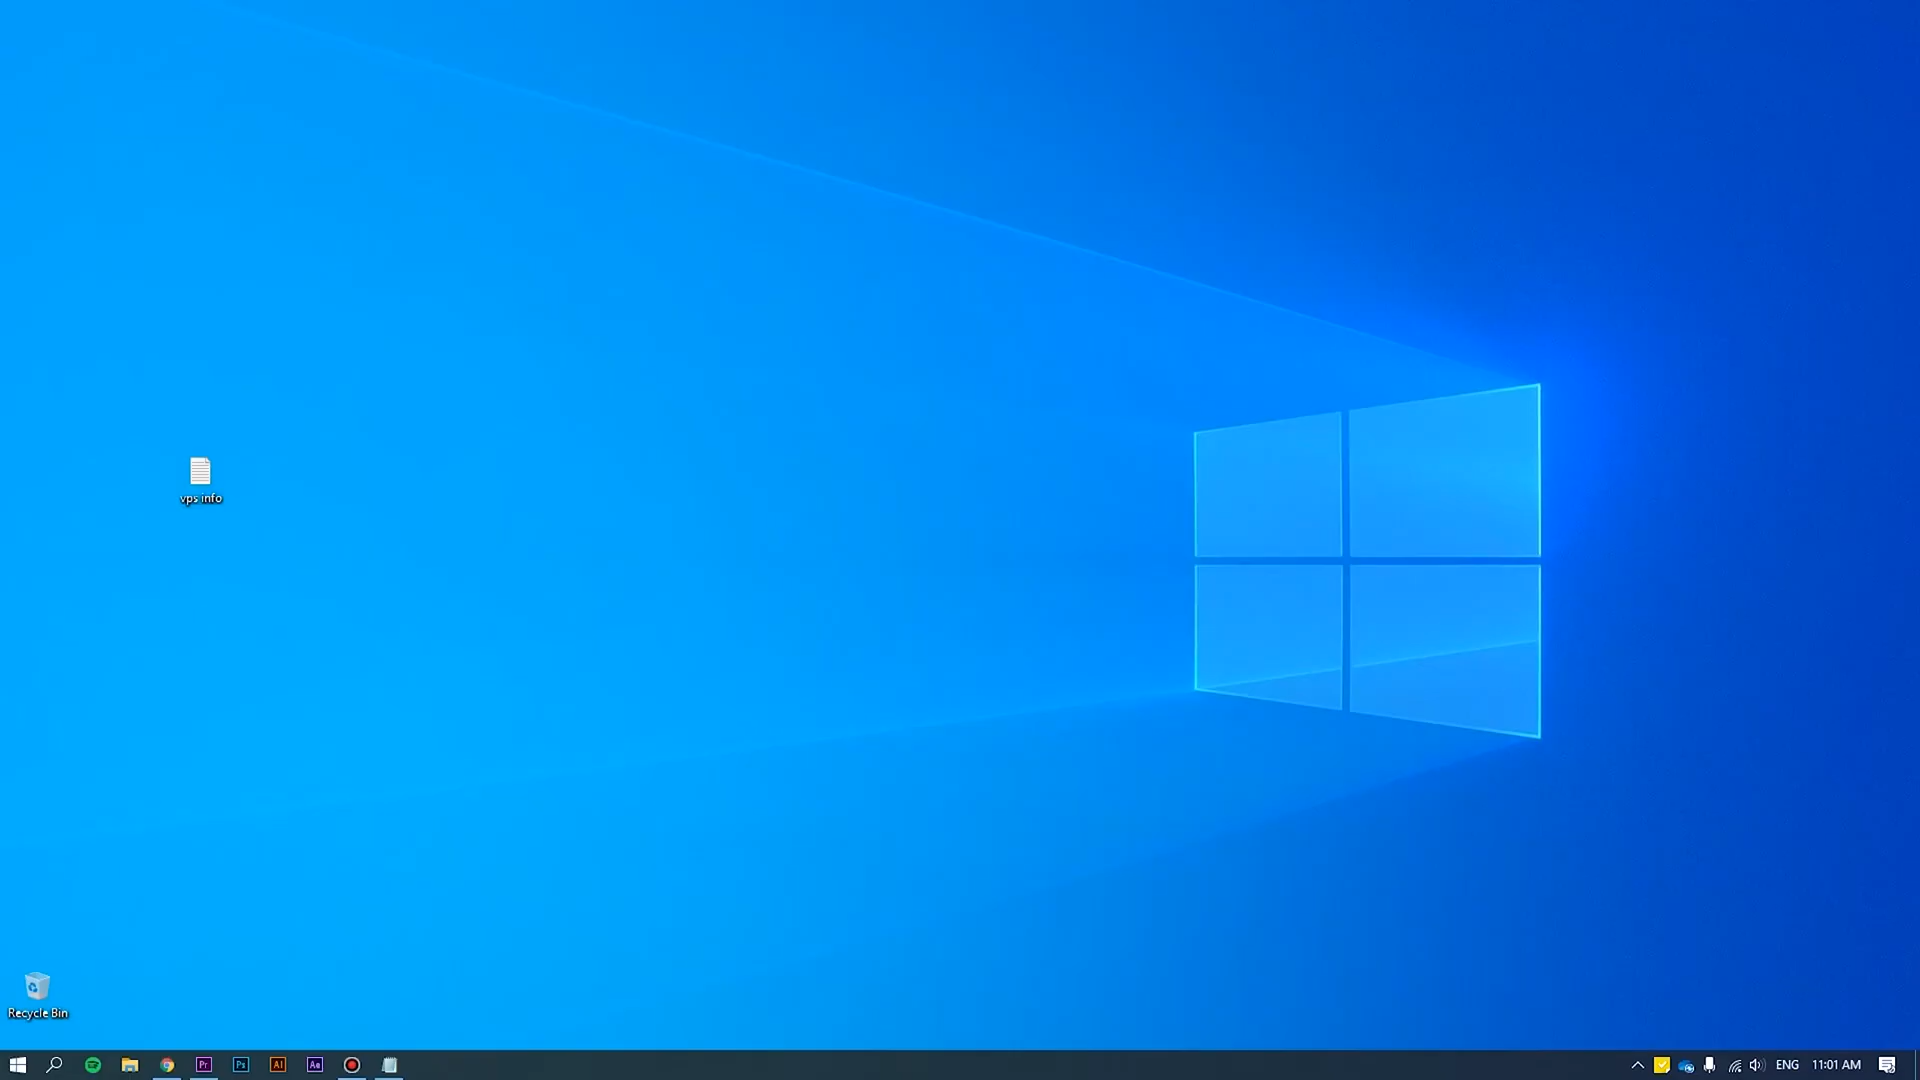 vps info
Recycle Bin
Pr
Ps
Ai
Ae
ENG
11:01 AM